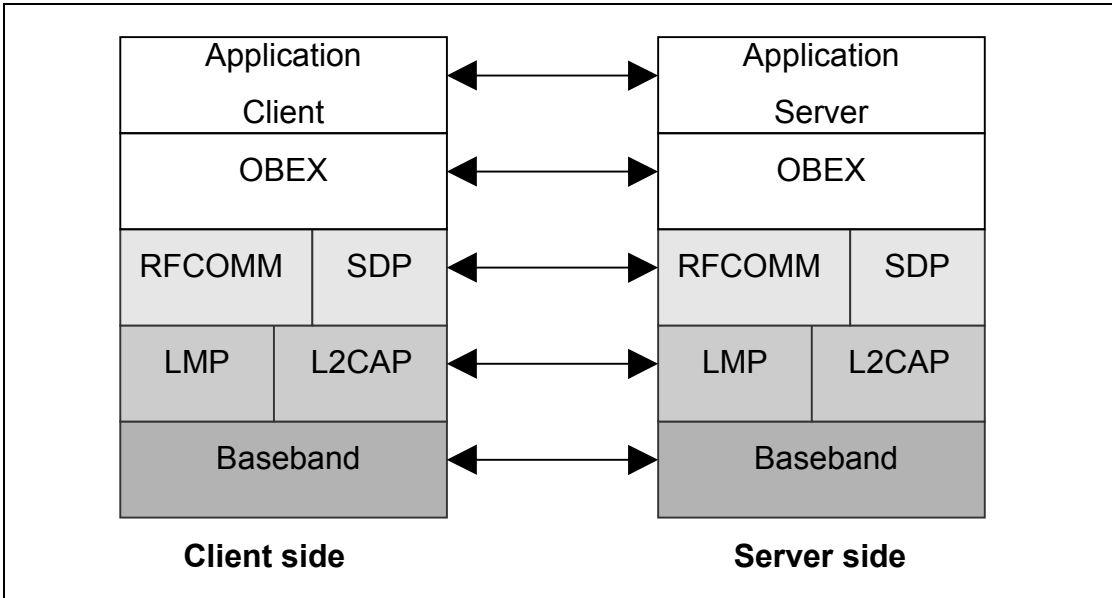 Application
Client
OBEX
RFCOMM SDP
LMP L2CAP
Baseband
Client side
Application
Server
OBEX
RFCOMM SDP
LMP L2CAP
Baseband
Server side